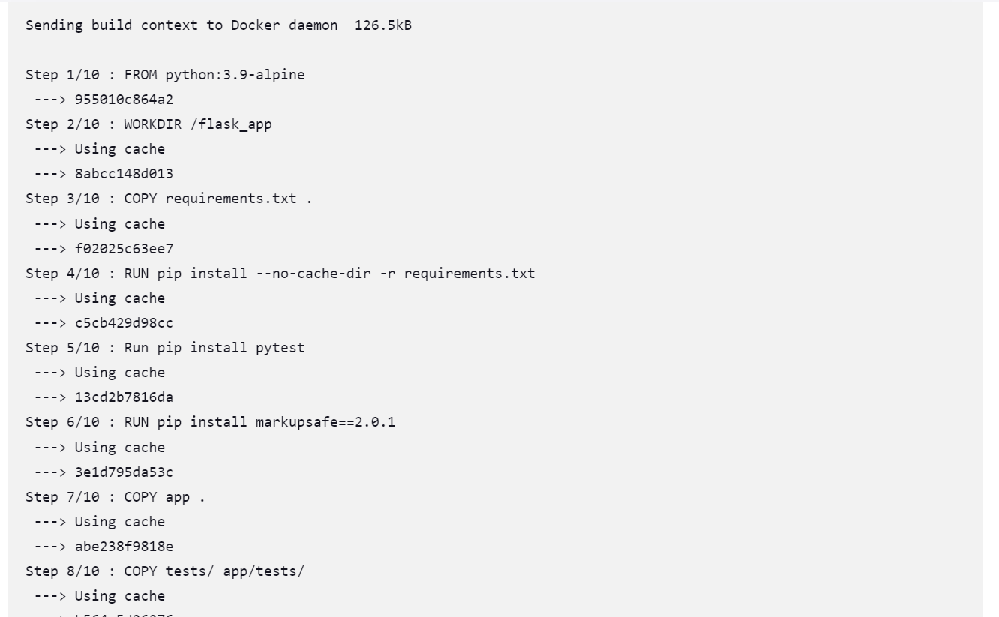 Sending build context to Docker daemon  126.5kB
Step 1/10 : FROM python:3.9-alpine
---> 955010c864a2
Step 2/10 : WORKDIR /flask_app
---> Using cache
---> 8abcc148d013
Step 3/10 : COPY requirements.txt .
---> Using cache
---> f02025c63ee7
Step 4/10 : RUN pip install --no-cache-dir -r requirements.txt
---> Using cache
---> c5cb429d98cc
Step 5/10 : Run pip install pytest
---> Using cache
---> 13cd2b7816da
Step 6/10 : RUN pip install markupsafe==2.0.1
---> Using cache
---> 3e1d795da53c
Step 7/10 : COPY app .
---> Using cache
---> abe238f9818e
Step 8/10 : COPY tests/ app/tests/
---> Using cache